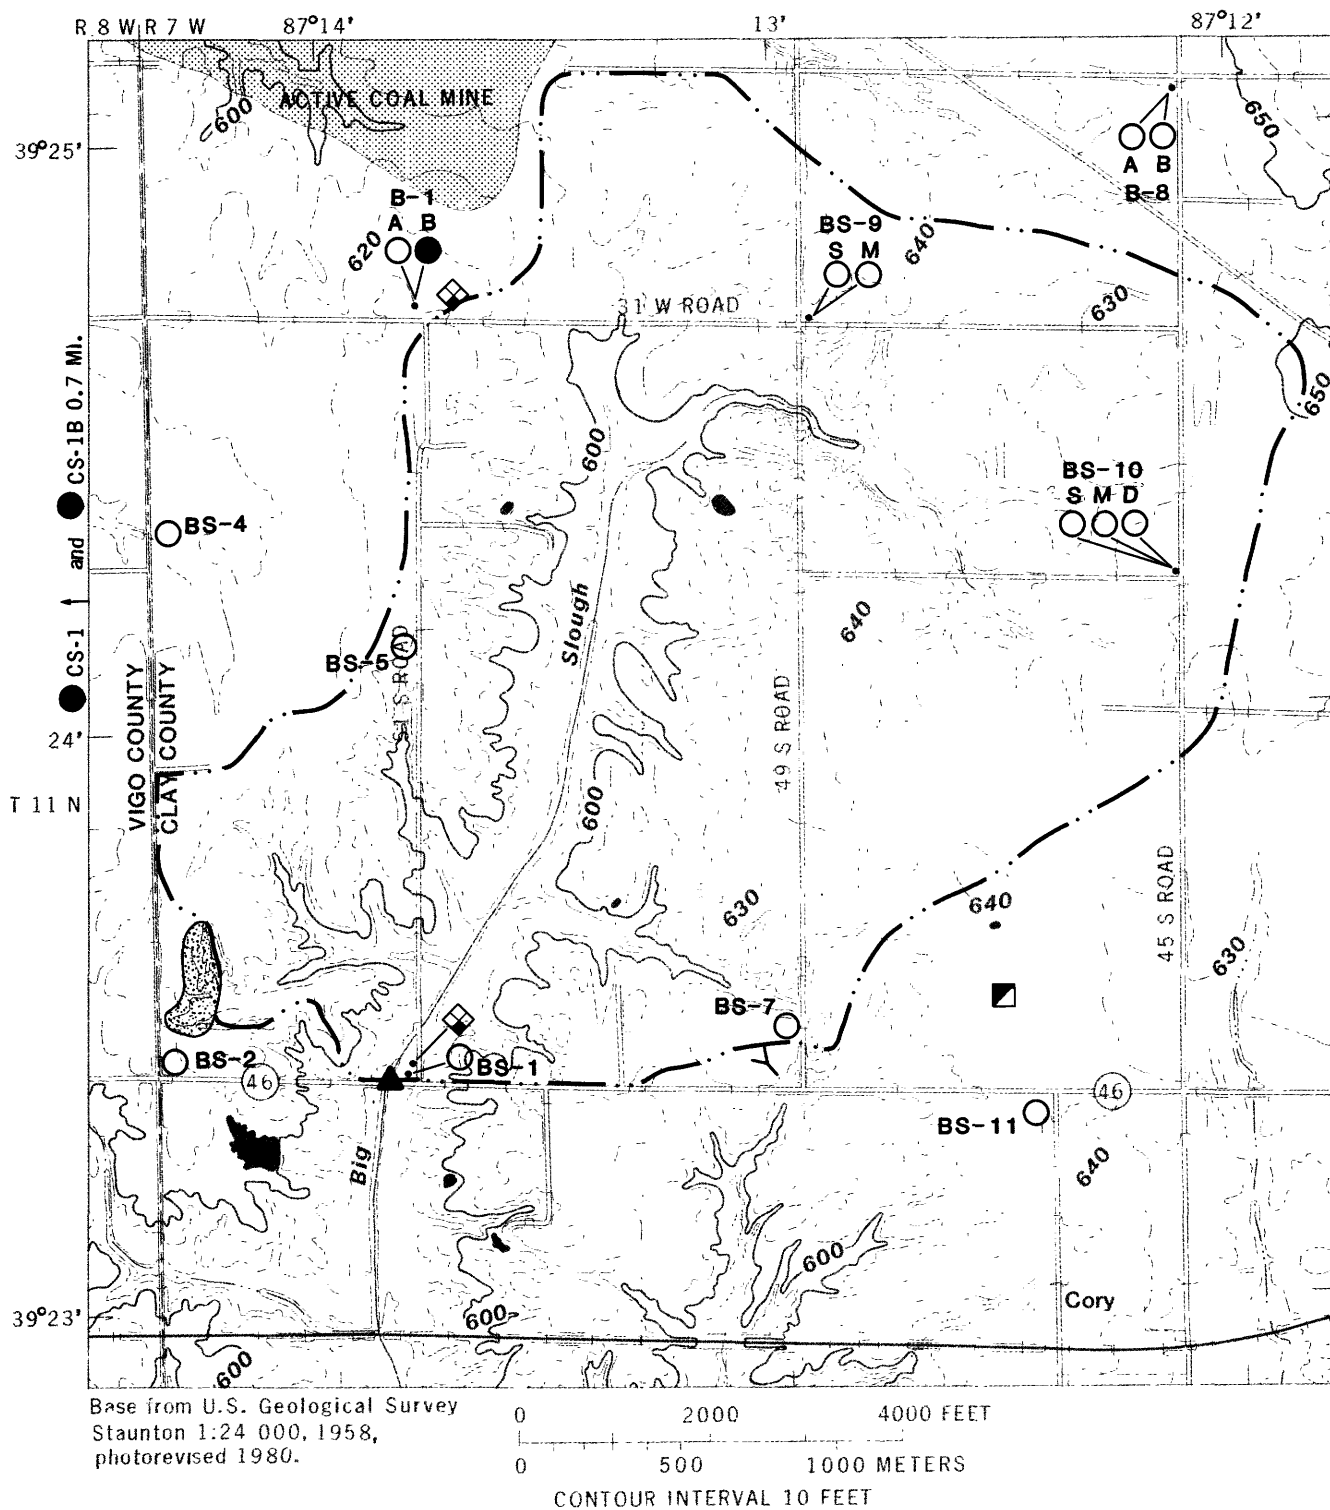 R 8 W R 7 W 87°14' 13' 87°12'
ACTIVE COAL MINE
600
650
39°25'
A B
B-8
B-1
A B
620
BS-9
S M
640
31 W ROAD
630
650
CS-1 and CS-1B 0.7 MI.
600
BS-10
S M D
BS-4
Slough
640
BS-5
51 S ROAD
VIGO COUNTY
CLAY COUNTY
49 S ROAD
24'
T 11 N
600
630
640
45 S ROAD
630
BS-7
BS-2
BS-1
46
46
BS-11
Big
640
600
Cory
39°23'
600
600
Base from U.S. Geological Survey
Staunton 1:24 000, 1958,
photorevised 1980.
0 2000 4000 FEET
0 500 1000 METERS
CONTOUR INTERVAL 10 FEET